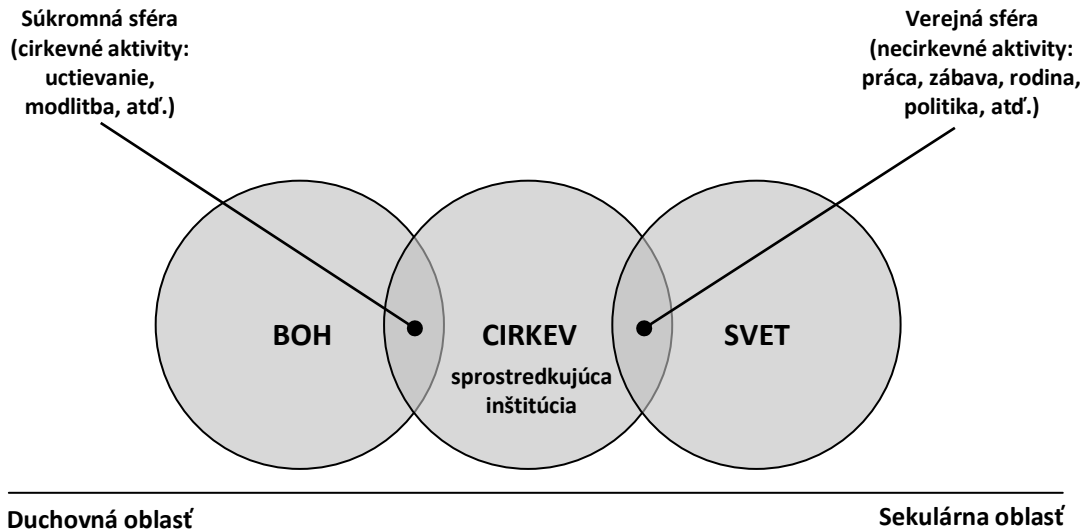 Súkromná sféra
(cirkevné aktivity:
uctievanie,
modlitba, atď.)
Verejná sféra
(necirkevné aktivity:
práca, zábava, rodina,
politika, atď.)
BOH
CIRKEV
sprostredkujúca
inštitúcia
SVET
Duchovná oblasť
Sekulárna oblasť